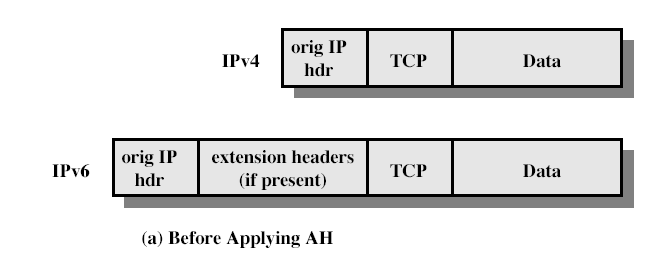 IPv4
orig IP
hdr
TCP
Data
IPv6
orig IP
hdr
extension headers
(if present)
TCP
Data
(a) Before Applying AH